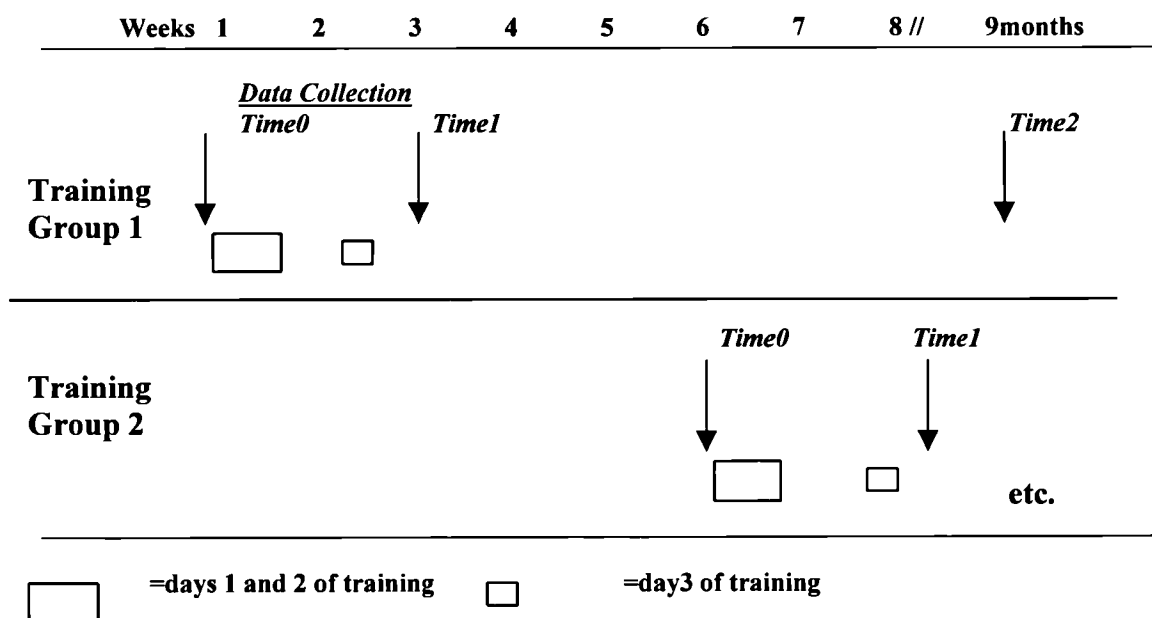 Weeks 1 2 3 4 5 6 7 8 // 9months
Data Collection
Time0 Time1 Time2
Training
Group 1
Time0 Time1
Training
Group 2
etc.
=days 1 and 2 of training =day3 of training